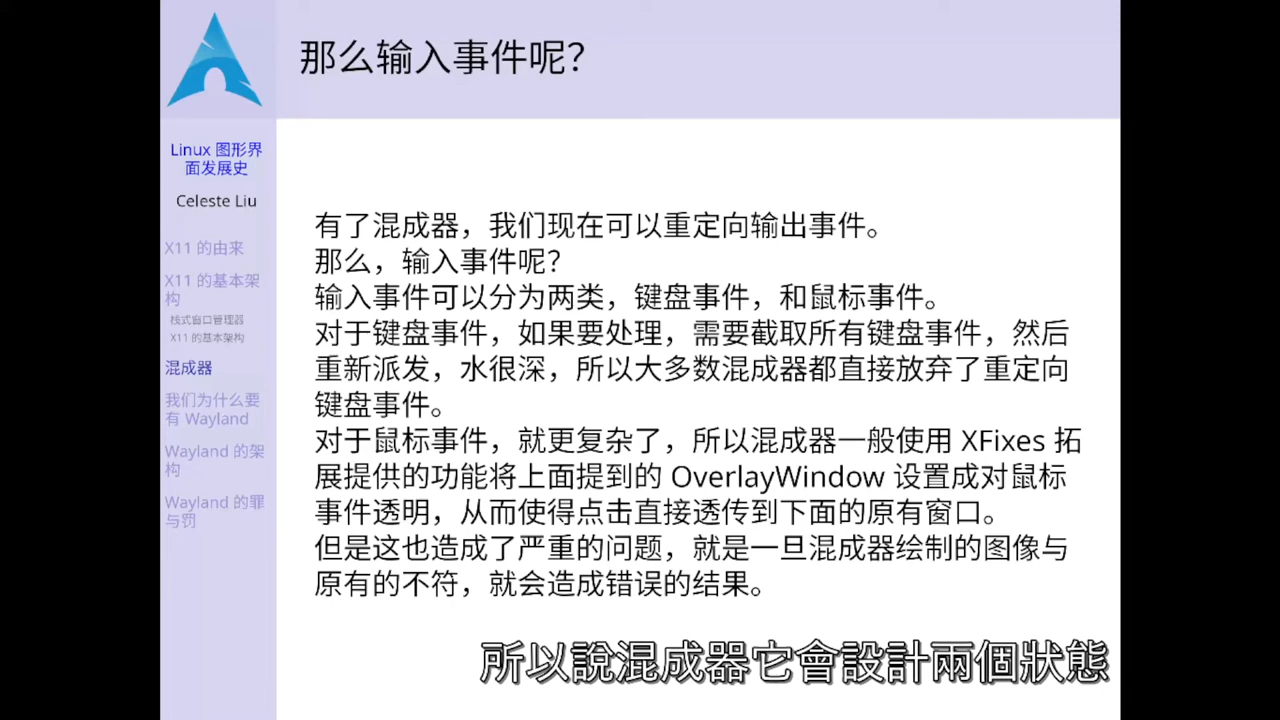 那么输入事件呢?
Linux 图形界
面发展史
Celeste Liu
X11 的由来
X11 的基本架
构
栈式窗口管理器
X11 的基本架构
混成器
我们为什么要
有 Wayland
Wayland 的架
构
Wayland 的罪
与罚
有了混成器，我们现在可以重定向输出事件。
那么，输入事件呢?
输入事件可以分为两类，键盘事件，和鼠标事件。
对于键盘事件，如果要处理，需要截取所有键盘事件，然后
重新派发，水很深，所以大多数混成器都直接放弃了重定向
键盘事件。
对于鼠标事件，就更复杂了，所以混成器一般使用 XFixes 拓
展提供的功能将上面提到的 OverlayWindow 设置成对鼠标
事件透明，从而使得点击直接透传到下面的原有窗口。
但是这也造成了严重的问题，就是一旦混成器绘制的图像与
原有的不符，就会造成错误的结果。
所以說混成器它會設計兩個狀態